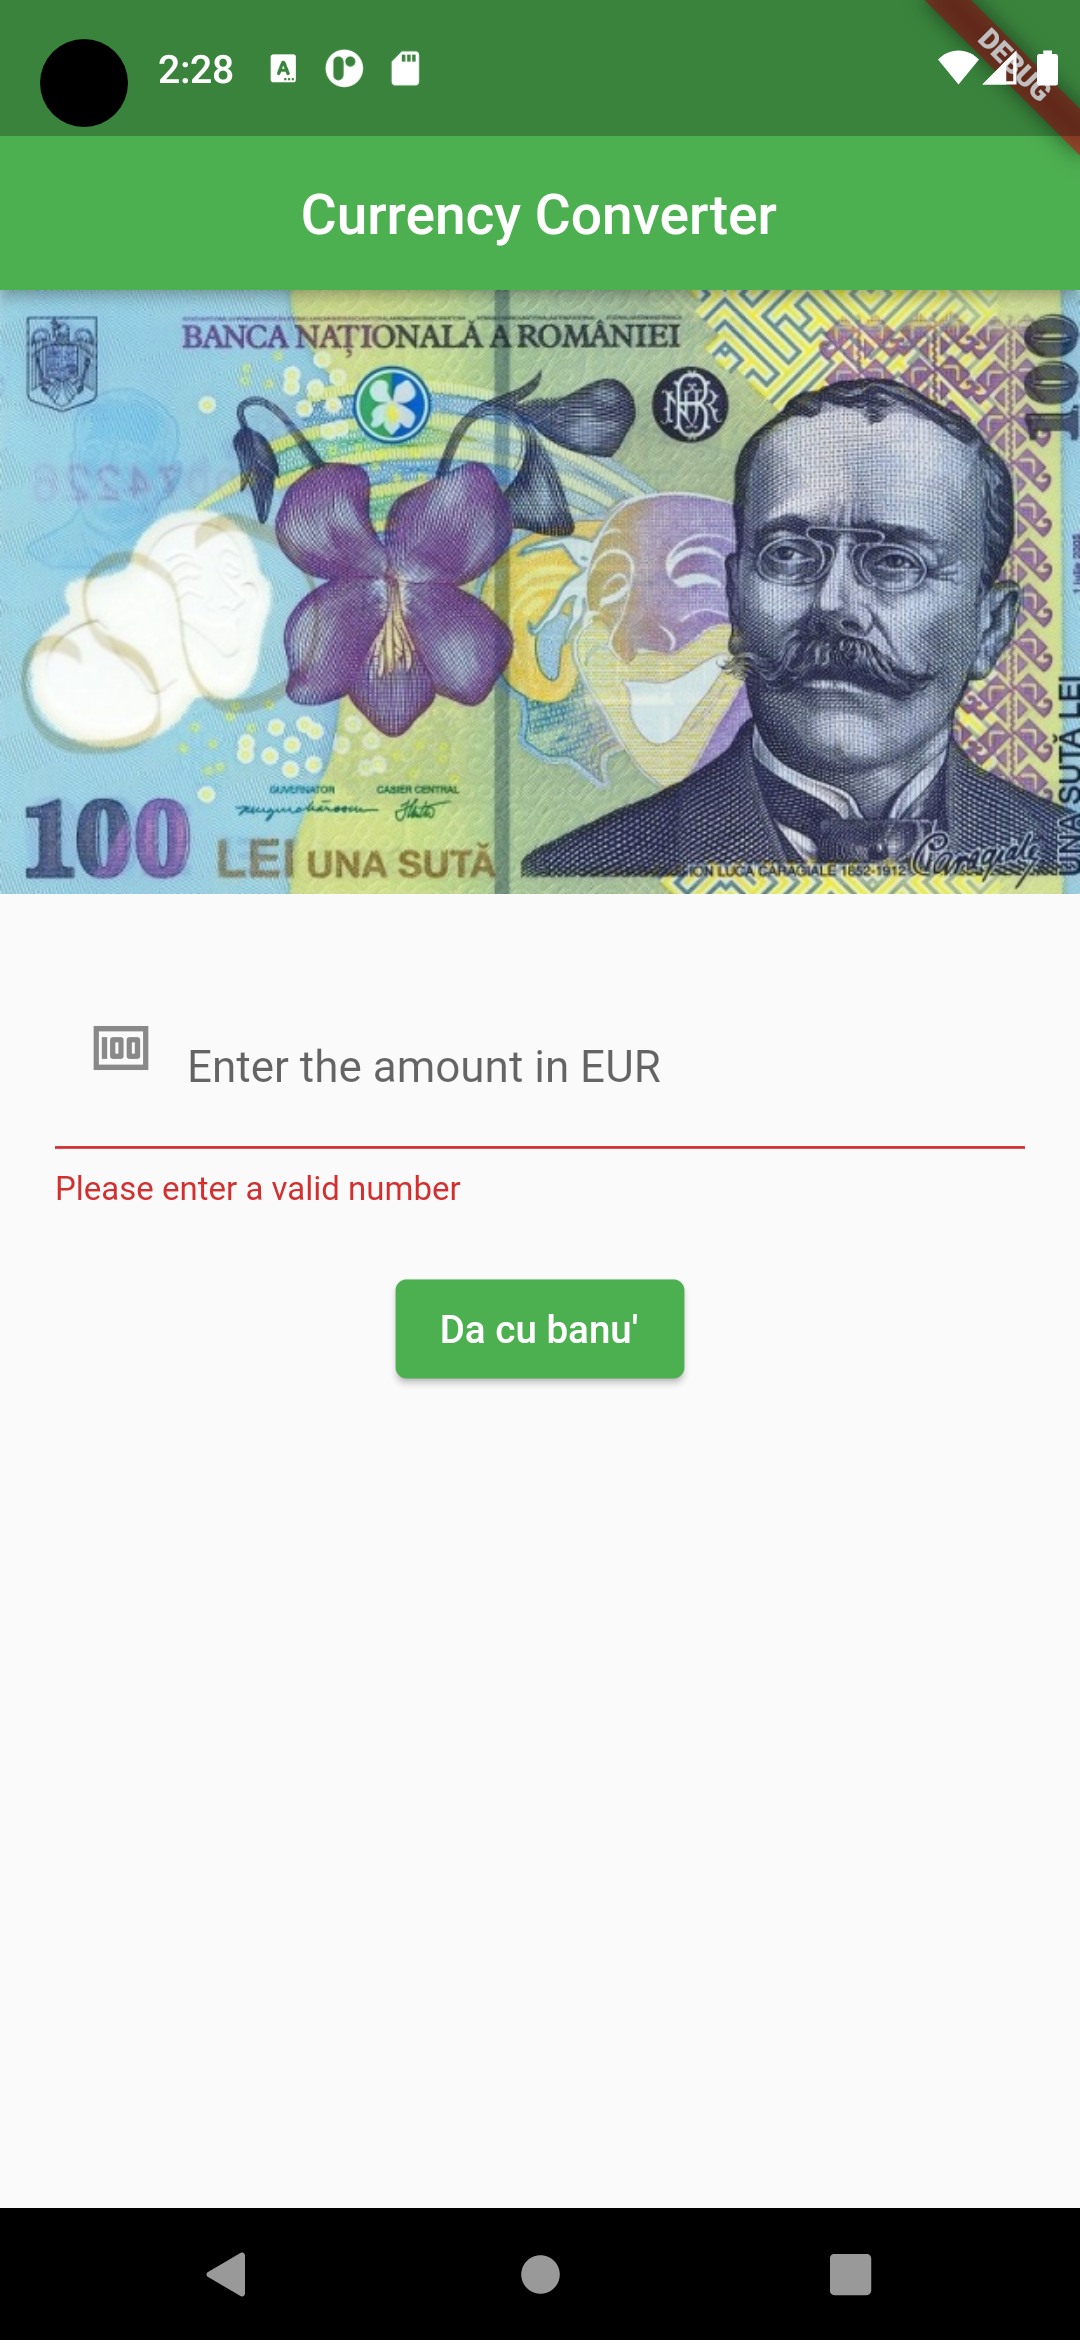 2:28
DEBUG
Currency Converter
BANCA NAȚIONALĂ A ROMÂNIEI
100
GUVERNATOR
CASIER CENTRAL
100 LEI UNA SUTĂ
ION LUCA CARAGIALE 1852-1912
Caragiale
UNA SUTĂ LEI
100
Enter the amount in EUR
Please enter a valid number
Da cu banu'